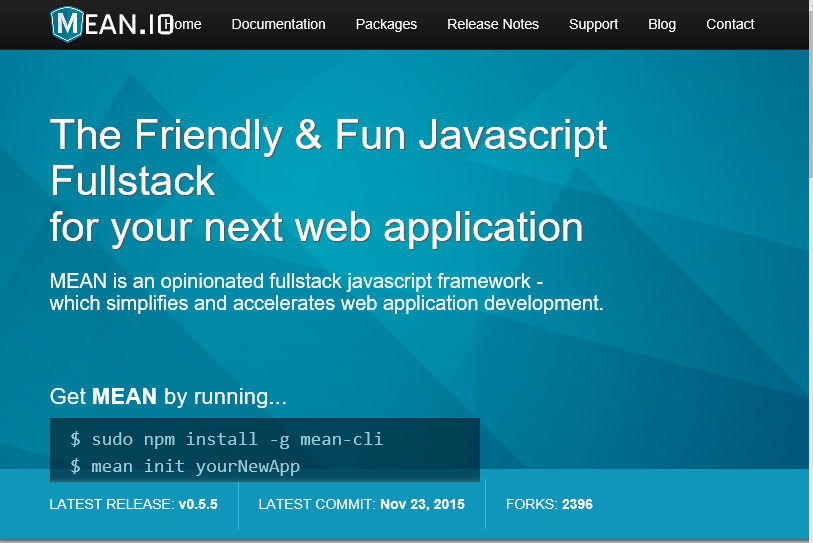 MEAN.IO Home Documentation Packages Release Notes Support Blog Contact
The Friendly & Fun Javascript
Fullstack
for your next web application
MEAN is an opinionated fullstack javascript framework -
which simplifies and accelerates web application development.
Get MEAN by running...
$ sudo npm install -g mean-cli
$ mean init yourNewApp
LATEST RELEASE: v0.5.5 LATEST COMMIT: Nov 23, 2015 FORKS: 2396